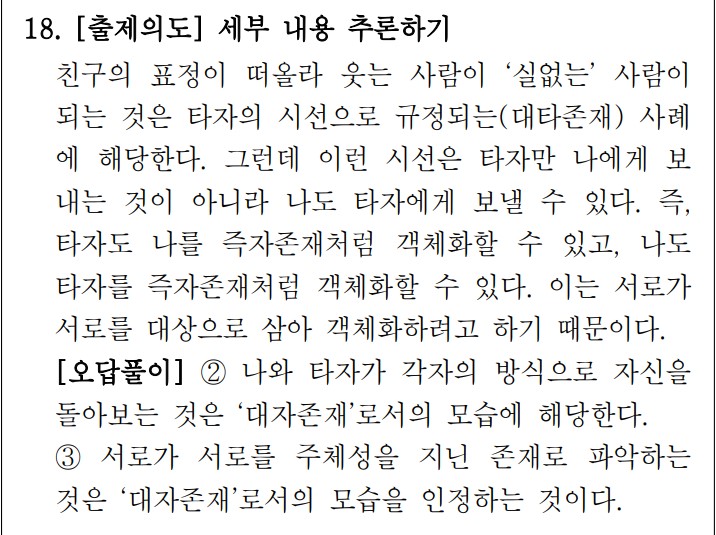 18. [출제의도] 세부 내용 추론하기
친구의 표정이 떠올라 웃는 사람이 ‘실없는’ 사람이
되는 것은 타자의 시선으로 규정되는(대타존재) 사례
에 해당한다. 그런데 이런 시선은 타자만 나에게 보
내는 것이 아니라 나도 타자에게 보낼 수 있다. 즉,
타자도 나를 즉자존재처럼 객체화할 수 있고, 나도
타자를 즉자존재처럼 객체화할 수 있다. 이는 서로가
서로를 대상으로 삼아 객체화하려고 하기 때문이다.
[오답풀이] ② 나와 타자가 각자의 방식으로 자신을
돌아보는 것은 ‘대자존재’로서의 모습에 해당한다.
③ 서로가 서로를 주체성을 지닌 존재로 파악하는
것은 ‘대자존재’로서의 모습을 인정하는 것이다.